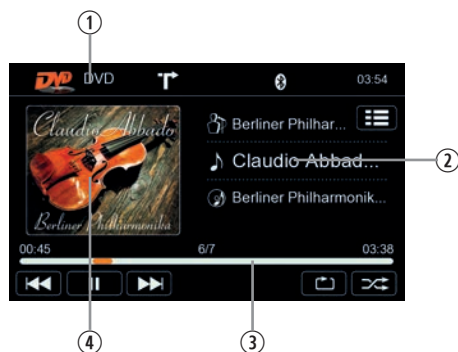 1
DVD DVD 03:54
Claudio Abbado
Berliner Philharmonika
Berliner Philhar...
Claudio Abbad...
2
Berliner Philharmonik...
00:45 6/7 03:38
4 3